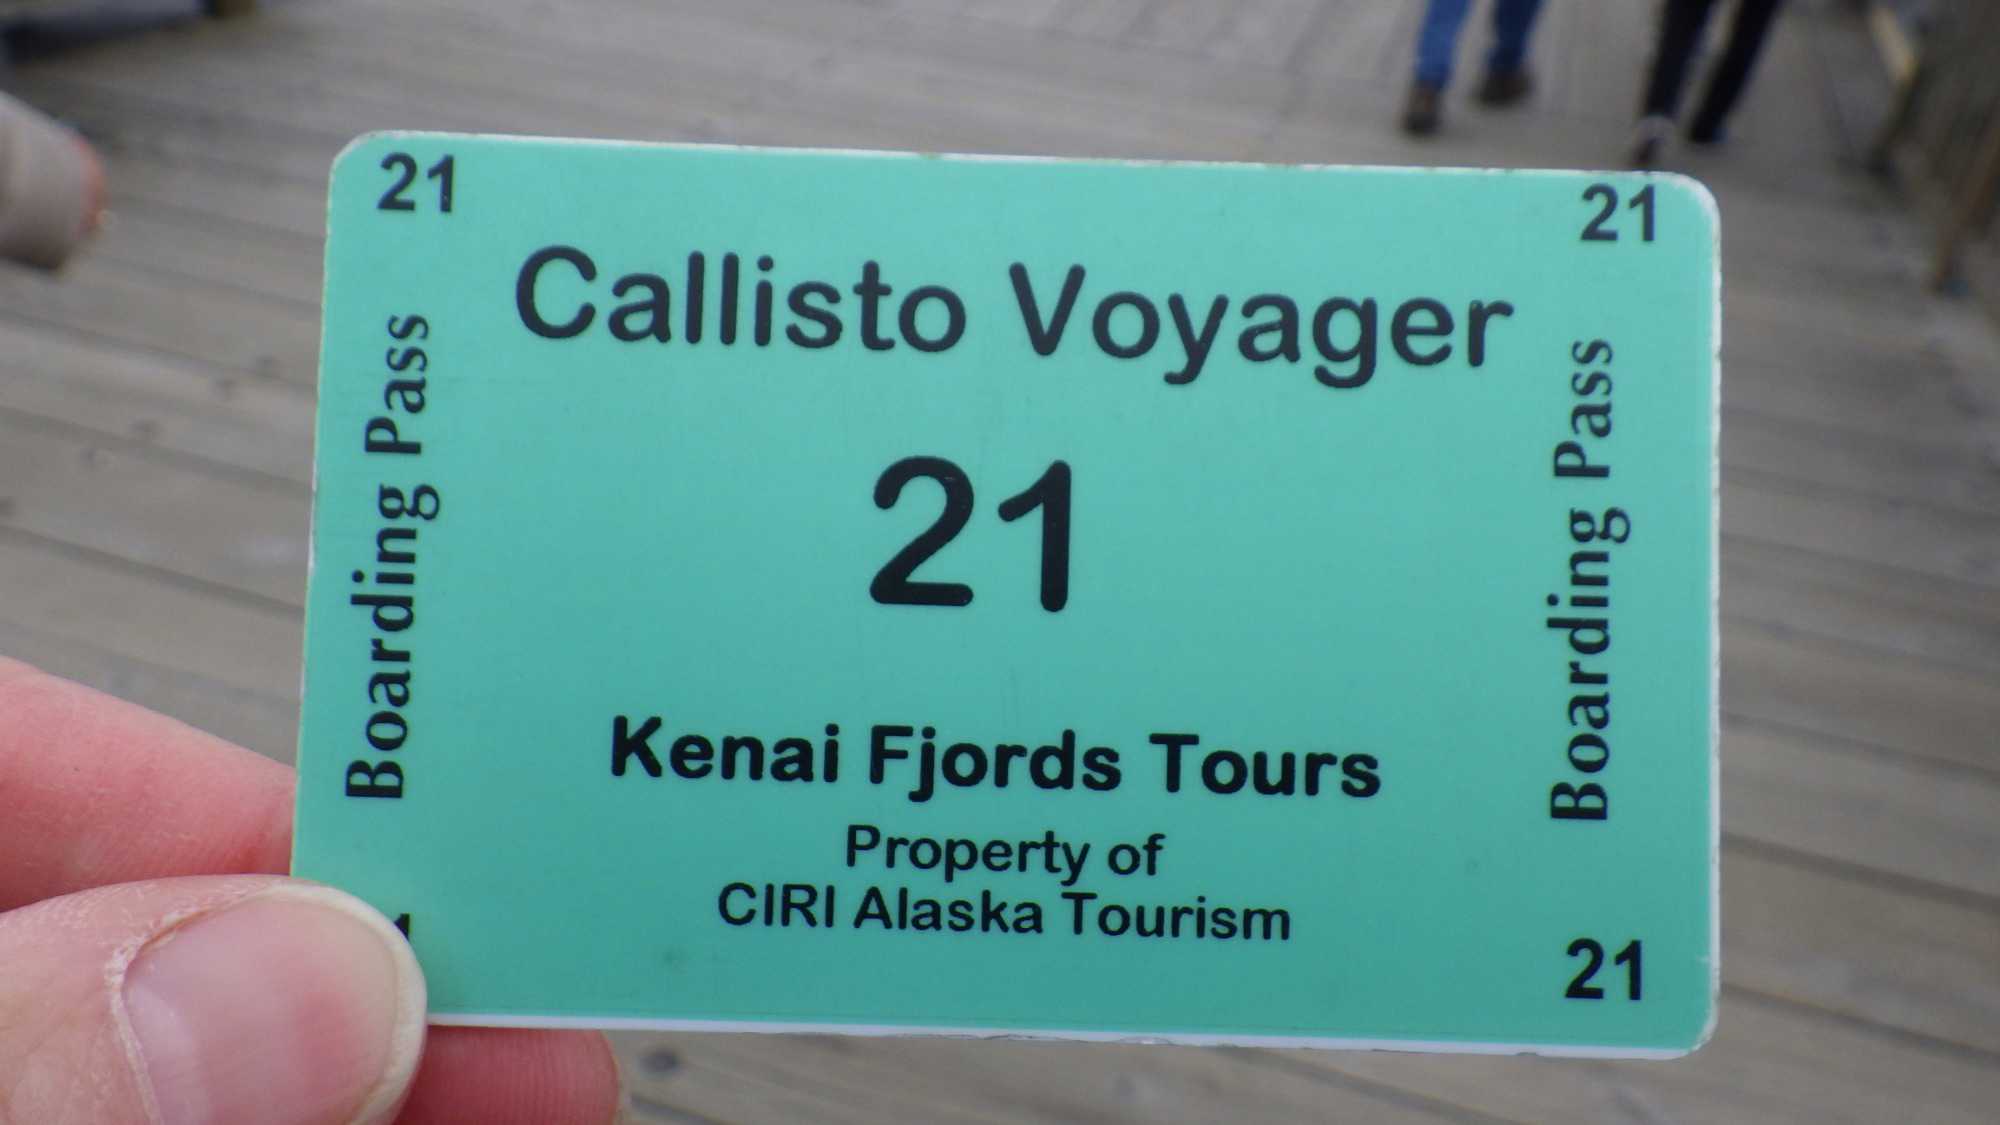 21
21
Callisto Voyager
Boarding Pass
Boarding Pass
21
Kenai Fjords Tours
Property of
CIRI Alaska Tourism
21